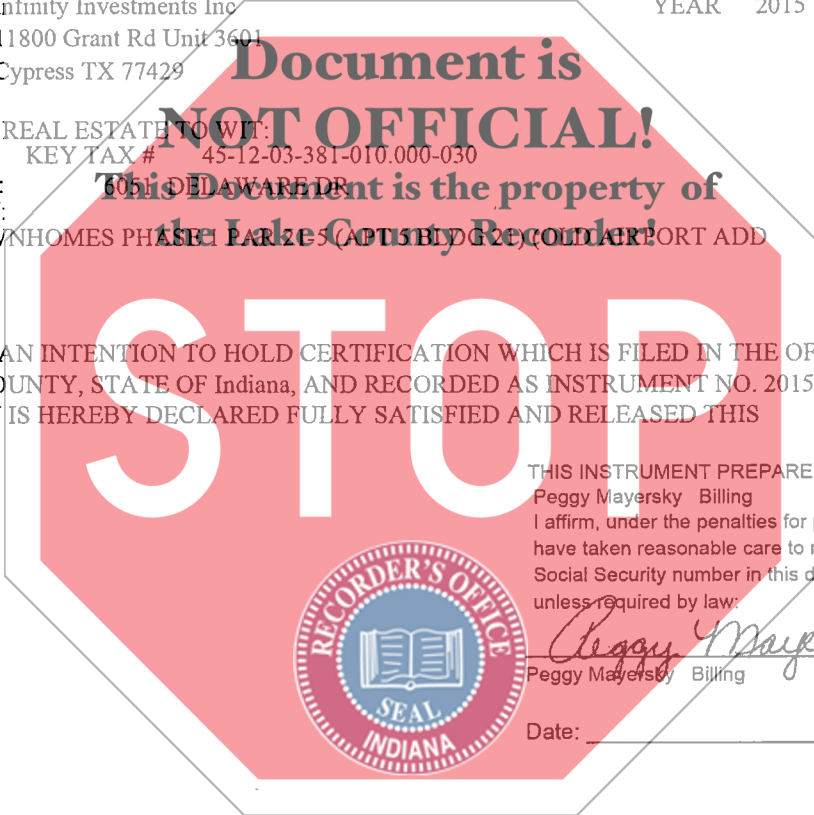 nfinity Investments Inc
YEAR 2015
11800 Grant Rd Unit 3601
Cypress TX 77429
Document is
NOT OFFICIAL!
REAL ESTATE TO WIT:
KEY TAX # 45-12-03-381-010.000-030
This Document is the property of
6051 DELAWARE DR
the Lake County Recorder!
WNHOMES PHASE 1 PAR 21-5 (APT 5 BLDG 21) (OLD AIRPORT ADD
STOP
AN INTENTION TO HOLD CERTIFICATION WHICH IS FILED IN THE OF
OUNTY, STATE OF Indiana, AND RECORDED AS INSTRUMENT NO. 2015
IS HEREBY DECLARED FULLY SATISFIED AND RELEASED THIS
THIS INSTRUMENT PREPARE
Peggy Mayersky Billing
I affirm, under the penalties for
have taken reasonable care to
Social Security number in this d
unless required by law:
Peggy Maye
Peggy Mayersky Billing
Date:
RECORDER'S OFFICE
SEAL
INDIANA